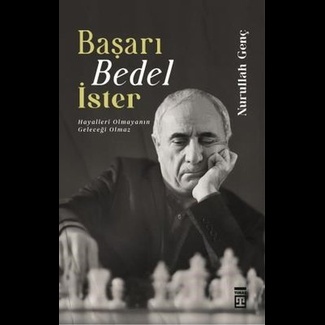 Başarı
Bedel
İster
Hayalleri Olmayanın
Geleceği Olmaz
Nurullah Genç